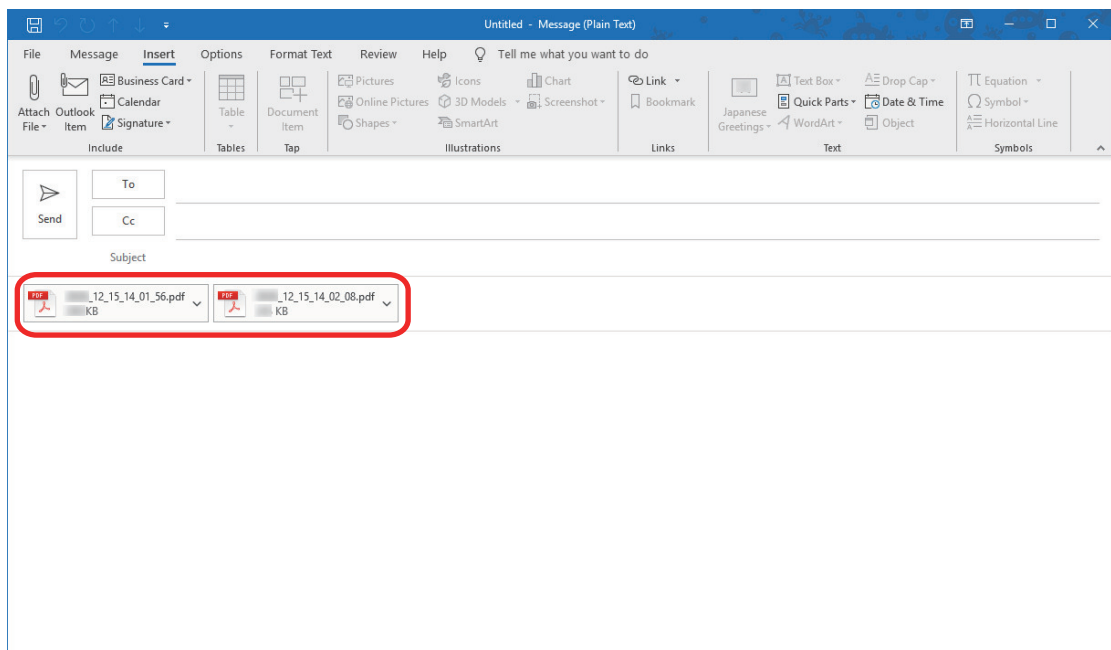 Untitled - Message (Plain Text)
File Message Insert Options Format Text Review Help Tell me what you want to do
Attach File
Outlook Item
Business Card
Calendar
Signature
Include
Table
Tables
Document Item
Tap
Pictures
Online Pictures
Shapes
Icons
3D Models
SmartArt
Chart
Screenshot
Illustrations
Link
Bookmark
Links
Japanese Greetings
Text Box
Quick Parts
WordArt
Drop Cap
Date & Time
Object
Text
Equation
Symbol
Horizontal Line
Symbols
Send
To
Cc
Subject
PDF
_12_15_14_01_56.pdf
KB
PDF
_12_15_14_02_08.pdf
KB